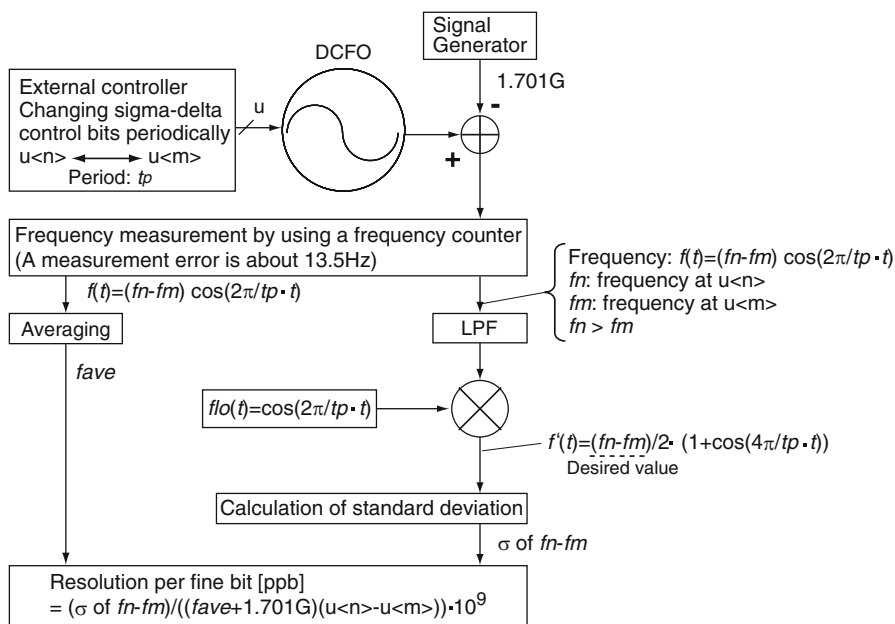 Signal
Generator
DCFO
1.701G
External controller
Changing sigma-delta
control bits periodically
u<n> ⟷ u<m>
Period: tp
u
-
+
Frequency measurement by using a frequency counter
(A measurement error is about 13.5Hz)
f(t)=(fn-fm) cos(2π/tp・t)
Frequency: f(t)=(fn-fm) cos(2π/tp・t)
fn: frequency at u<n>
fm: frequency at u<m>
fn > fm
Averaging
LPF
fave
flo(t)=cos(2π/tp・t)
f'(t)=(fn-fm)/2・(1+cos(4π/tp・t))
Desired value
Calculation of standard deviation
σ of fn-fm
Resolution per fine bit [ppb]
= (σ of fn-fm)/((fave+1.701G)(u<n>-u<m>))・10⁹